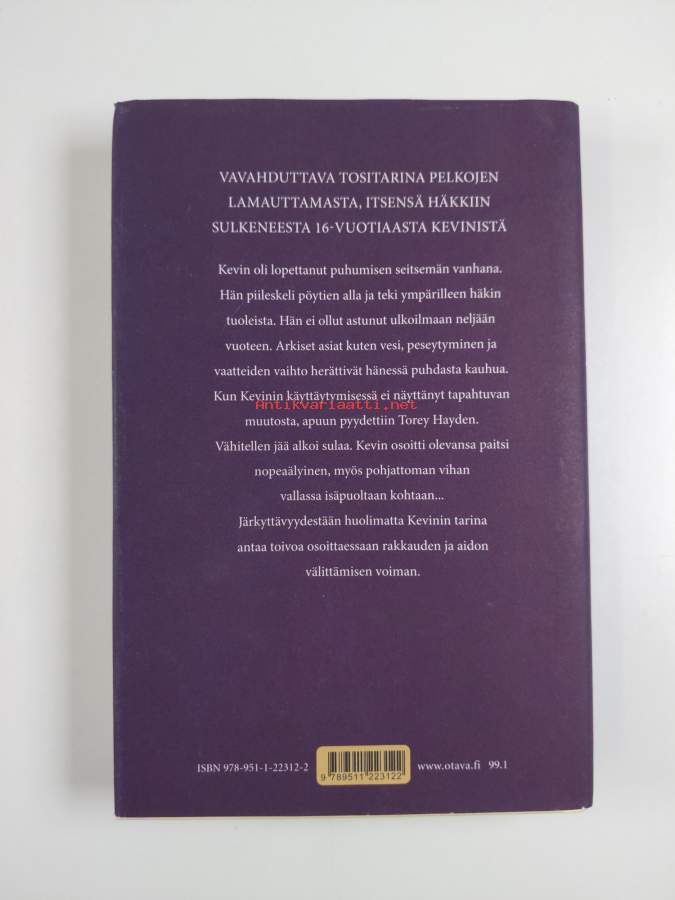 VAVAHDUTTAVA TOSITARINA PELKOJEN
LAMAUTTAMASTA, ITSENSÄ HÄKKIIN
SULKENEESTA 16-VUOTIAASTA KEVINISTÄ
Kevin oli lopettanut puhumisen seitsemän vanhana.
Hän piileskeli pöytien alla ja teki ympärilleen häkin
tuoleista. Hän ei ollut astunut ulkoilmaan neljään
vuoteen. Arkiset asiat kuten vesi, peseytyminen ja
vaatteiden vaihto herättivät hänessä puhdasta kauhua.
Kun Kevinin käyttäytymisessä ei näyttänyt tapahtuvan
Antikvariaatti.net
muutosta, apuun pyydettiin Torey Hayden.
Vähitellen jää alkoi sulaa. Kevin osoitti olevansa paitsi
nopeaälyinen, myös pohjattoman vihan
vallassa isäpuoltaan kohtaan...
Järkyttävyydestään huolimatta Kevinin tarina
antaa toivoa osoittaessaan rakkauden ja aidon
välittämisen voiman.
ISBN 978-951-1-22312-2
9 789511 223122
www.otava.fi 99.1